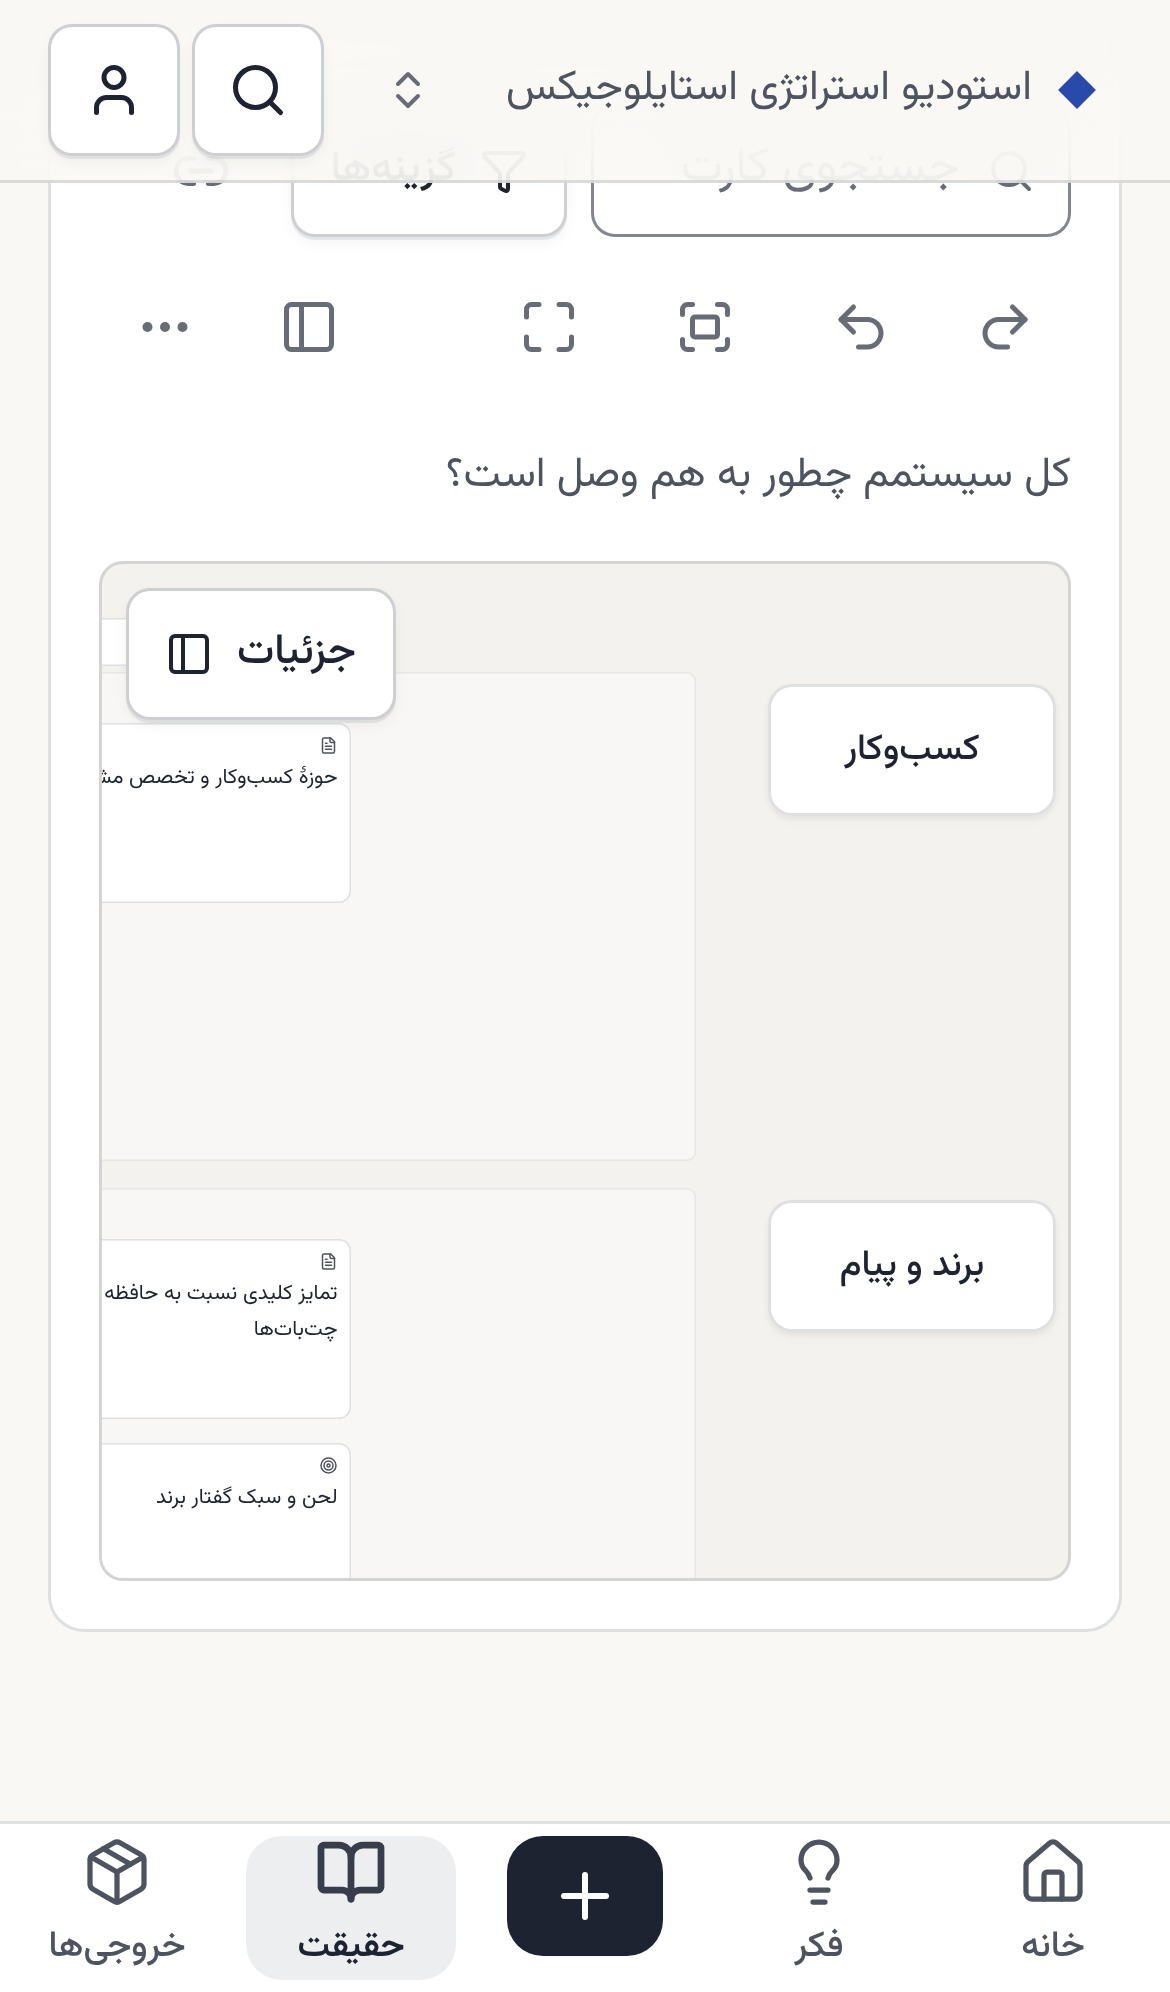 استودیو استراتژی استایلوجیکس
جستجوی کارت
گزینه‌ها
کل سیستمم چطور به هم وصل است؟
جزئیات
کسب‌وکار
حوزهٔ کسب‌وکار و تخصص
برند و پیام
تمایز کلیدی نسبت به حافظه
چت‌بات‌ها
لحن و سبک گفتار برند
خانه
فکر
حقیقت
خروجی‌ها